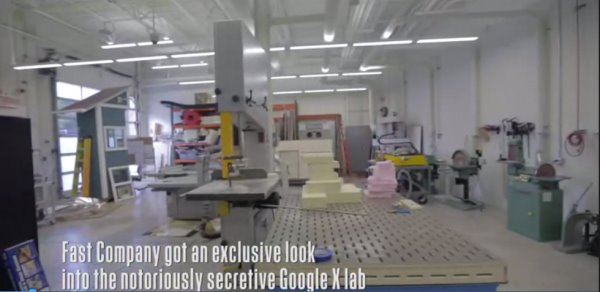 Fast Company got an exclusive look
into the notoriously secretive Google X lab